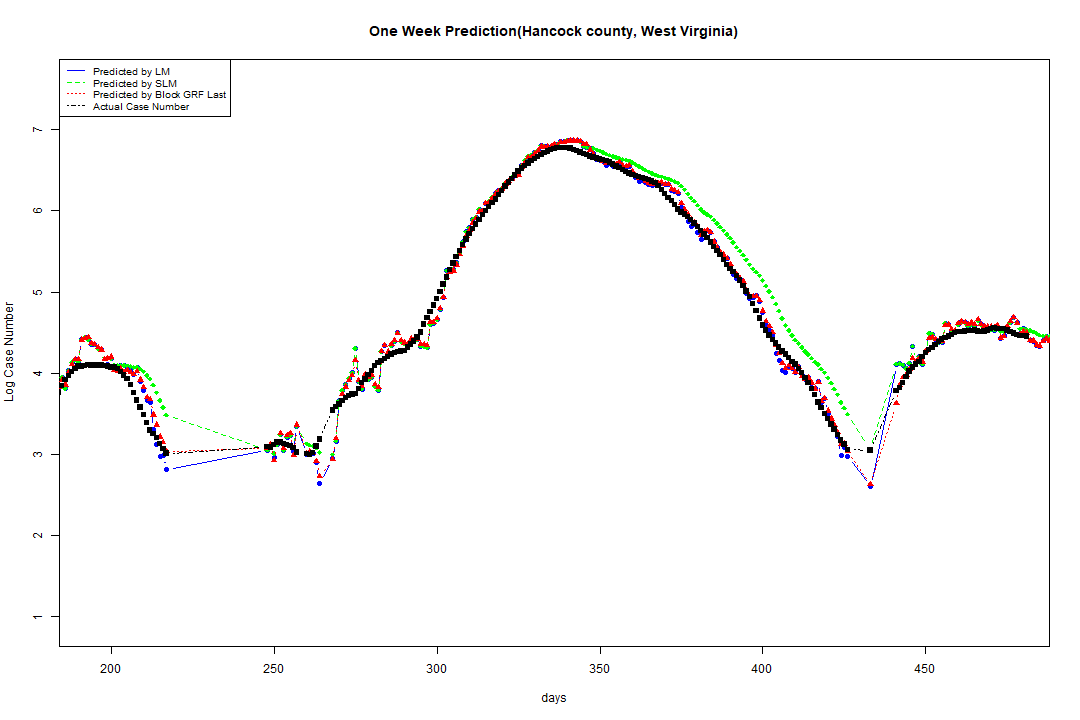 One Week Prediction(Hancock county, West Virginia)
Predicted by LM
Predicted by SLM
Predicted by Block GRF Last
Actual Case Number
Log Case Number
7
6
5
4
3
2
1
200 250 300 350 400 450
days